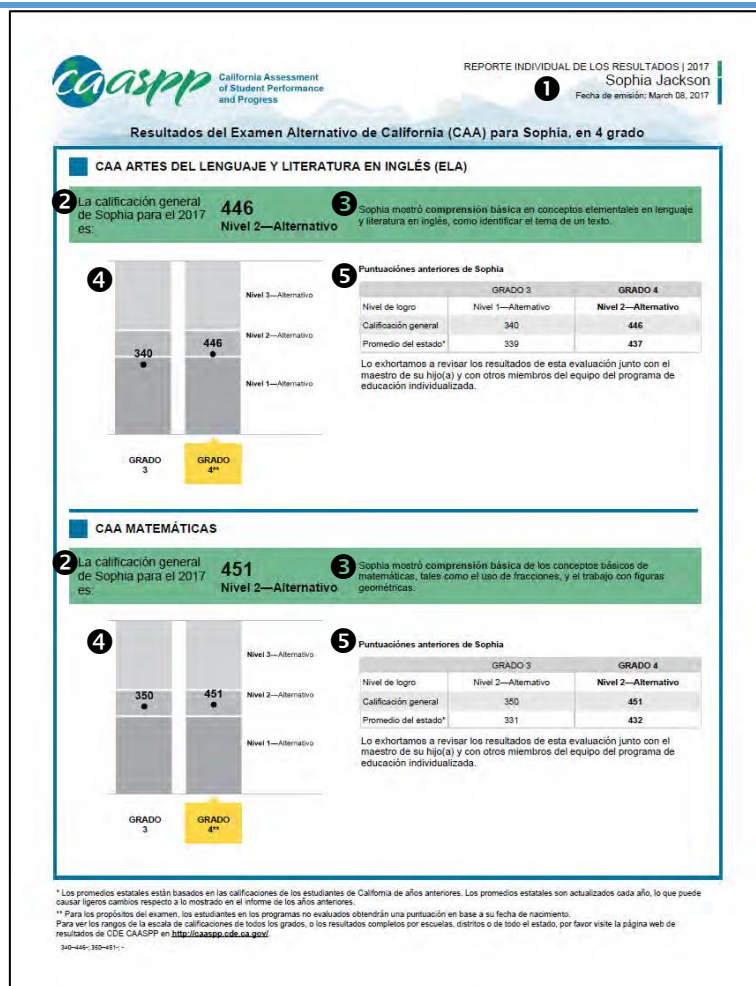 caaspp
California Assessment
of Student Performance
and Progress
REPORTE INDIVIDUAL DE LOS RESULTADOS | 2017
Sophia Jackson
1
Fecha de emisión: March 08, 2017
Resultados del Examen Alternativo de California (CAA) para Sophia, en 4 grado
CAA ARTES DEL LENGUAJE Y LITERATURA EN INGLÉS (ELA)
2
La calificación general
de Sophia para el 2017
es:
446
Nivel 2—Alternativo
3
Sophia mostró comprensión básica en conceptos elementales en lenguaje
y literatura en inglés, como identificar el tema de un texto.
4
Nivel 3—Alternativo
Nivel 2—Alternativo
Nivel 1—Alternativo
340
446
GRADO
3
GRADO
4**
5
Puntuaciónes anteriores de Sophia
GRADO 3 GRADO 4
Nivel de logro Nivel 1—Alternativo Nivel 2—Alternativo
Calificación general 340 446
Promedio del estado* 339 437
Lo exhortamos a revisar los resultados de esta evaluación junto con el
maestro de su hijo(a) y con otros miembros del equipo del programa de
educación individualizada.
CAA MATEMÁTICAS
2
La calificación general
de Sophia para el 2017
es:
451
Nivel 2—Alternativo
3
Sophia mostró comprensión básica de los conceptos básicos de
matemáticas, tales como el uso de fracciones, y el trabajo con figuras
geométricas.
4
Nivel 3—Alternativo
Nivel 2—Alternativo
Nivel 1—Alternativo
350
451
GRADO
3
GRADO
4**
5
Puntuaciónes anteriores de Sophia
GRADO 3 GRADO 4
Nivel de logro Nivel 2—Alternativo Nivel 2—Alternativo
Calificación general 350 451
Promedio del estado* 331 432
Lo exhortamos a revisar los resultados de esta evaluación junto con el
maestro de su hijo(a) y con otros miembros del equipo del programa de
educación individualizada.
* Los promedios estatales están basados en las calificaciones de los estudiantes de California de años anteriores. Los promedios estatales son actualizados cada año, lo que puede
causar ligeros cambios respecto a lo mostrado en el informe de los años anteriores.
** Para los propósitos del examen, los estudiantes en los programas no evaluados obtendrán una puntuación en base a su fecha de nacimiento.
Para ver los rangos de la escala de calificaciones de todos los grados, o los resultados completos por escuelas, distritos o de todo el estado, por favor visite la página web de
resultados de CDE CAASPP en http://caaspp.cde.ca.gov/.
340–446-; 350–451-; -